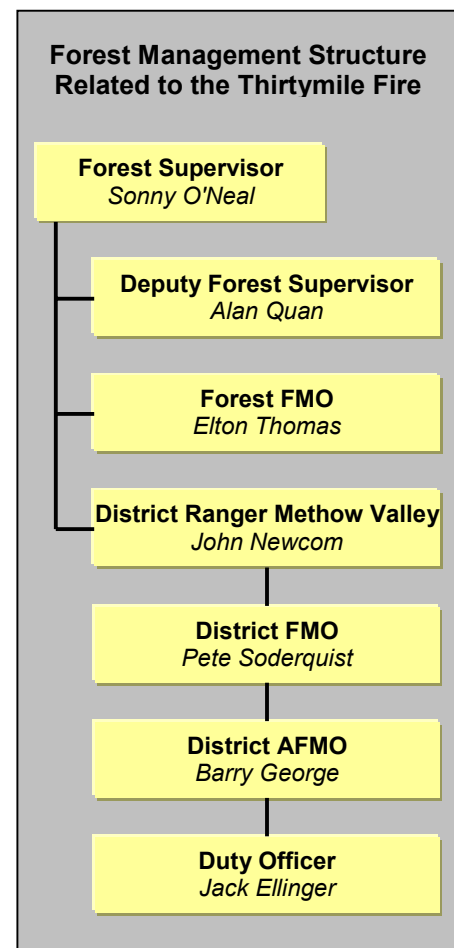 Forest Management Structure
Related to the Thirtymile Fire
Forest Supervisor
Sonny O'Neal
Deputy Forest Supervisor
Alan Quan
Forest FMO
Elton Thomas
District Ranger Methow Valley
John Newcom
District FMO
Pete Soderquist
District AFMO
Barry George
Duty Officer
Jack Ellinger